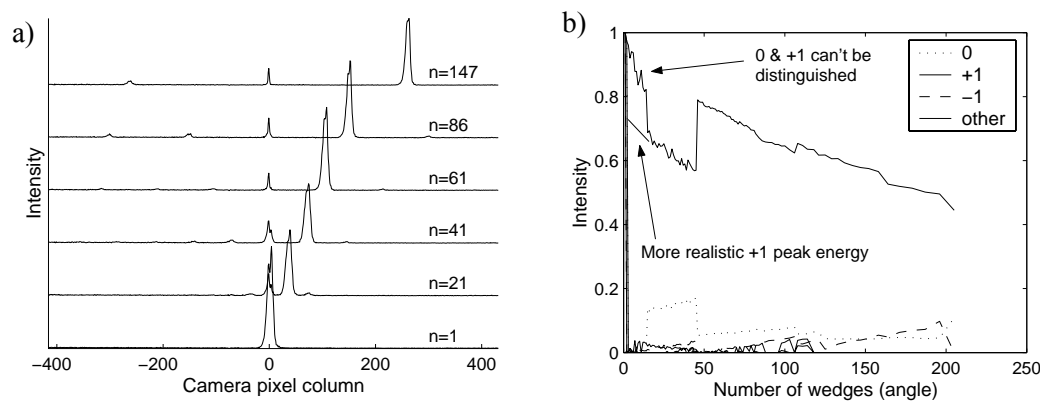 a)
Intensity
n=147
n=86
n=61
n=41
n=21
n=1
−400 −200 0 200 400
Camera pixel column
b)
Intensity
1
0.8
0.6
0.4
0.2
0
0 & +1 can't be
distinguished
More realistic +1 peak energy
0
+1
−1
other
0 50 100 150 200 250
Number of wedges (angle)